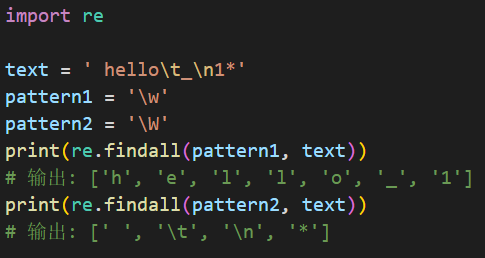 import re
text = ' hello\t_\n1*'
pattern1 = '\w'
pattern2 = '\W'
print(re.findall(pattern1, text))
# 输出: ['h', 'e', 'l', 'l', 'o', '_', '1']
print(re.findall(pattern2, text))
# 输出: [' ', '\t', '\n', '*']